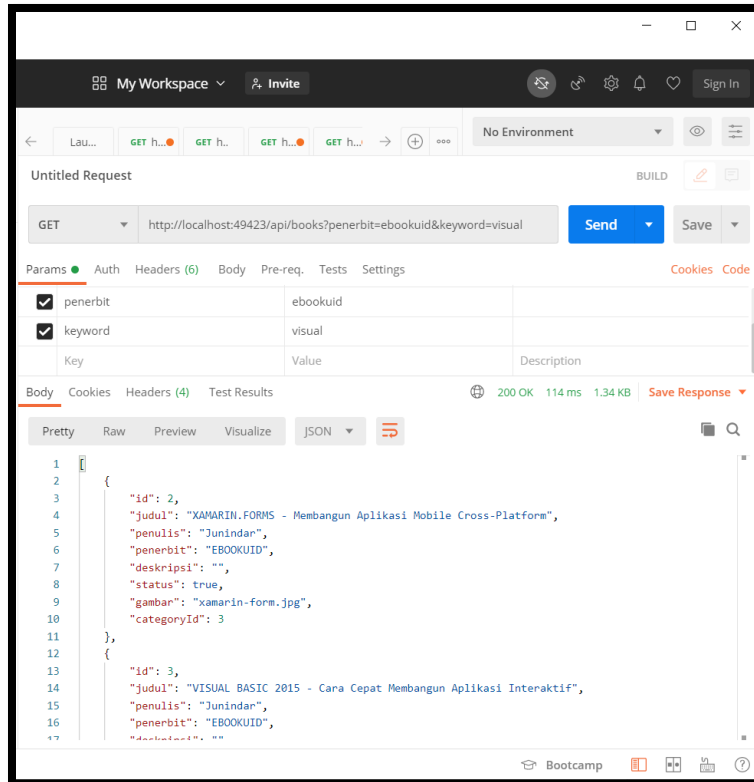 My Workspace Invite Sign In
Lau... GET h... GET h.. GET h... GET h... No Environment
Untitled Request BUILD
GET http://localhost:49423/api/books?penerbit=ebookuid&keyword=visual Send Save
Params Auth Headers (6) Body Pre-req. Tests Settings Cookies Code
penerbit ebookuid
keyword visual
Key Value Description
Body Cookies Headers (4) Test Results 200 OK 114 ms 1.34 KB Save Response
Pretty Raw Preview Visualize JSON
1 [
2 {
3 "id": 2,
4 "judul": "XAMARIN.FORMS - Membangun Aplikasi Mobile Cross-Platform",
5 "penulis": "Junindar",
6 "penerbit": "EBOOKUID",
7 "deskripsi": "",
8 "status": true,
9 "gambar": "xamarin-form.jpg",
10 "categoryId": 3
11 },
12 {
13 "id": 3,
14 "judul": "VISUAL BASIC 2015 - Cara Cepat Membangun Aplikasi Interaktif",
15 "penulis": "Junindar",
16 "penerbit": "EBOOKUID",
17 "deskripsi": ""
Bootcamp